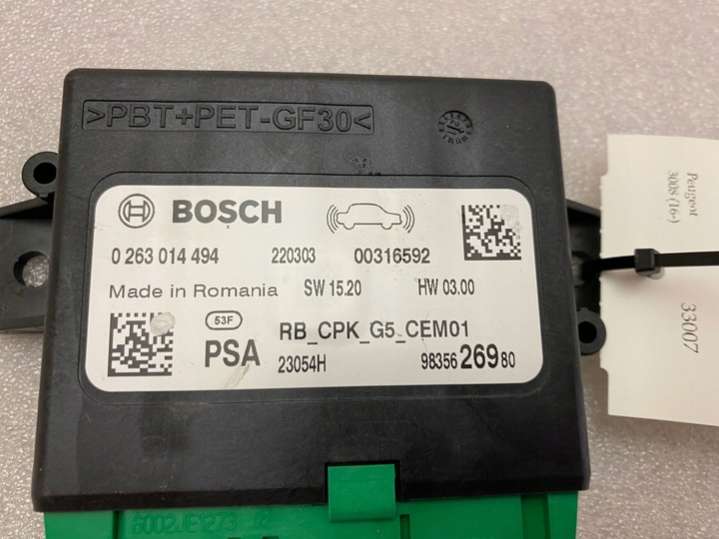 >PBT+PET-GF30<
BOSCH
0 263 014 494 220303 00316592
Made in Romania SW 15.20 HW 03.00
53F RB_CPK_G5_CEM01
PSA 23054H 98356 269 80
Peugeot
3008 (16-)
33007